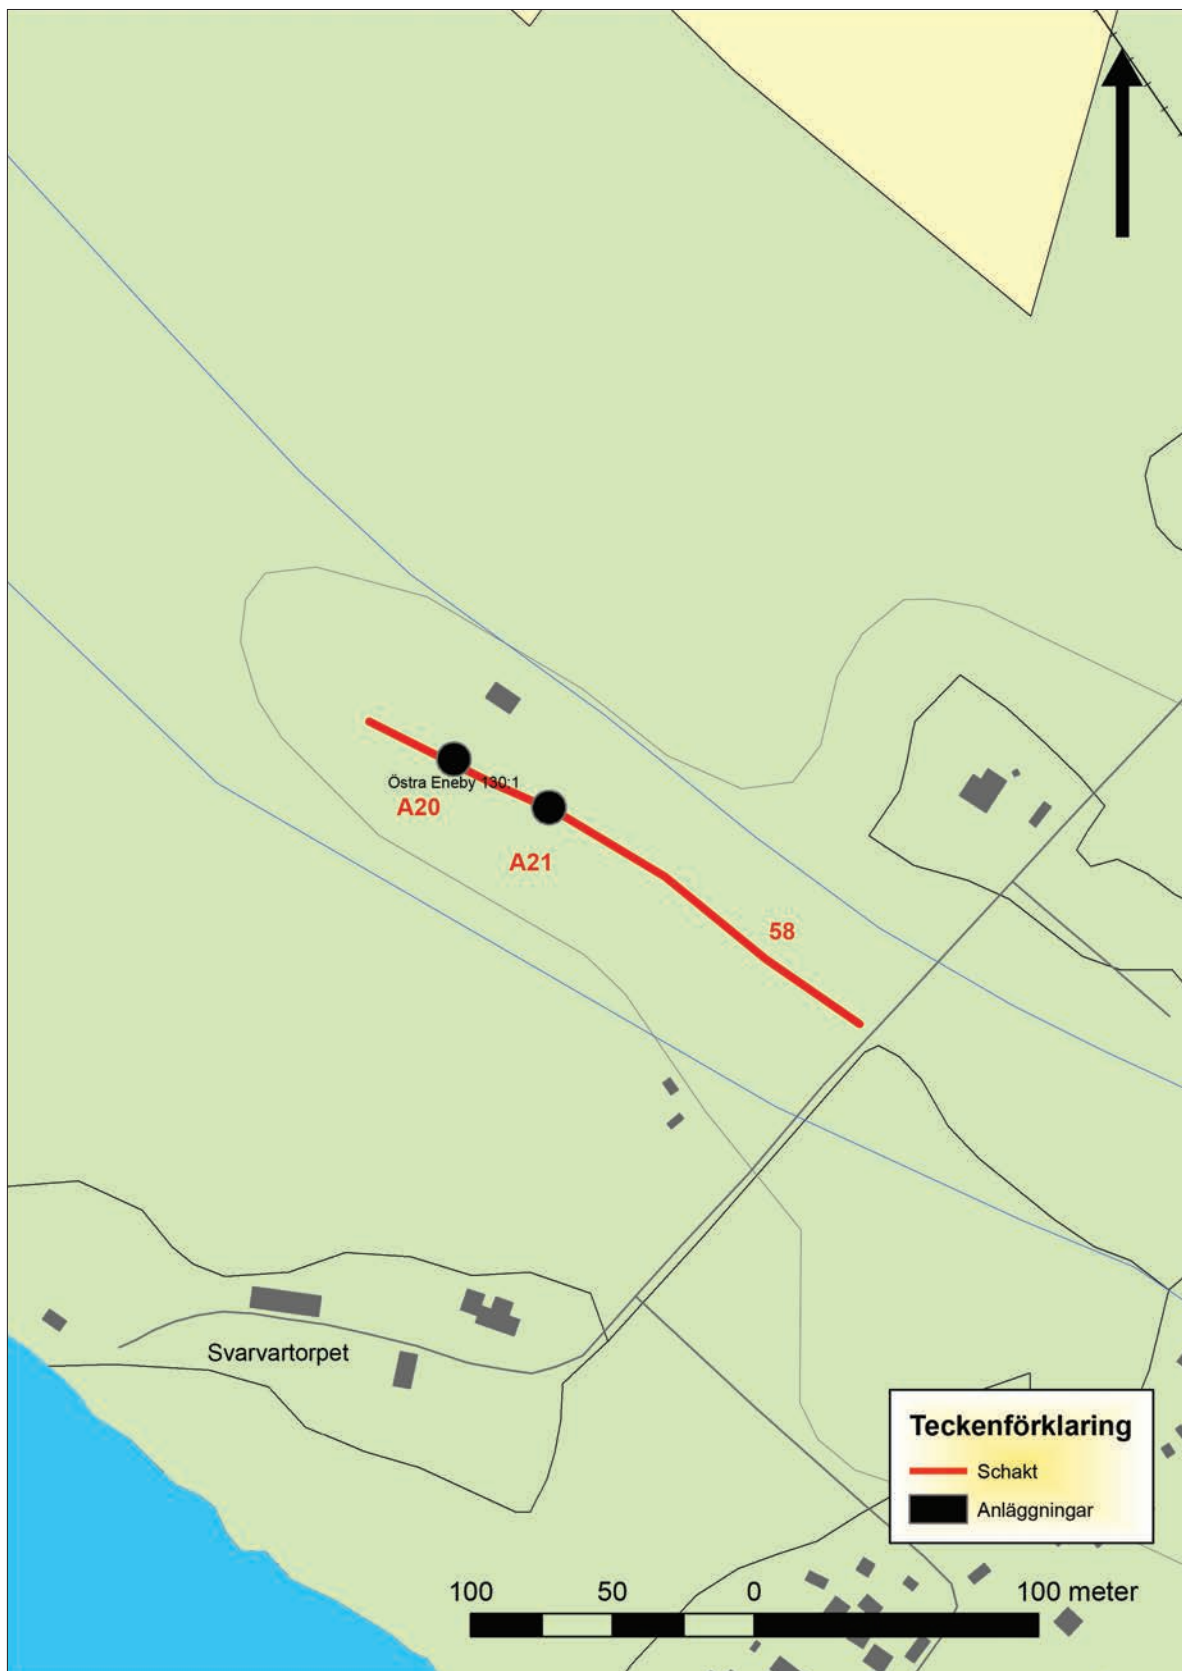 Östra Eneby 130:1
A20
A21
58
Svarvartorpet
Teckenförklaring
Schakt
Anläggningar
100 50 0 100 meter